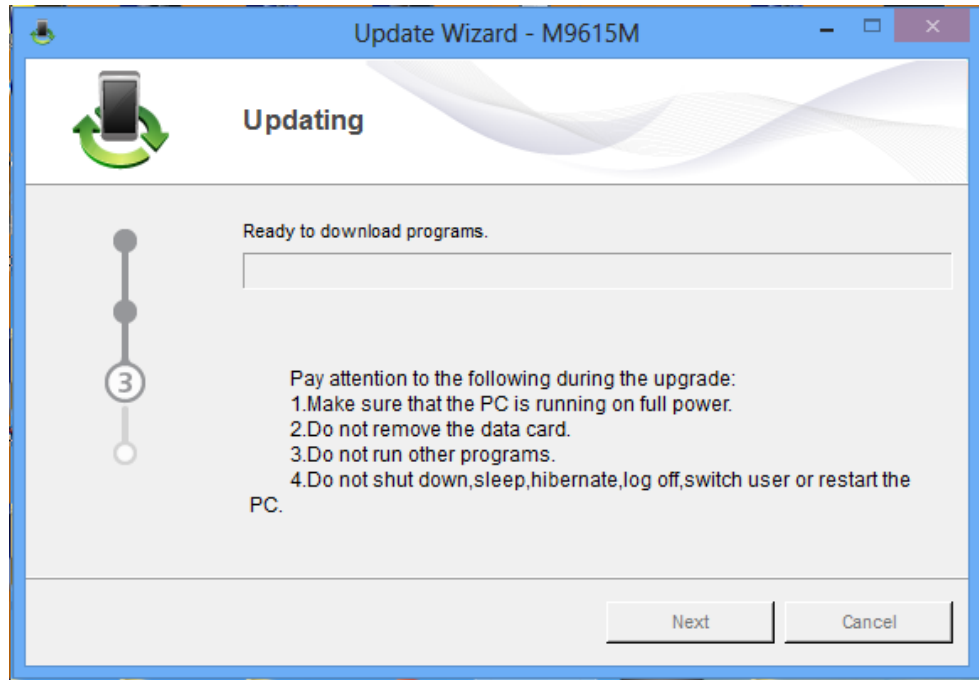 Update Wizard - M9615M
Updating
Ready to download programs.
3
Pay attention to the following during the upgrade:
1.Make sure that the PC is running on full power.
2.Do not remove the data card.
3.Do not run other programs.
4.Do not shut down,sleep,hibernate,log off,switch user or restart the
PC.
Next
Cancel